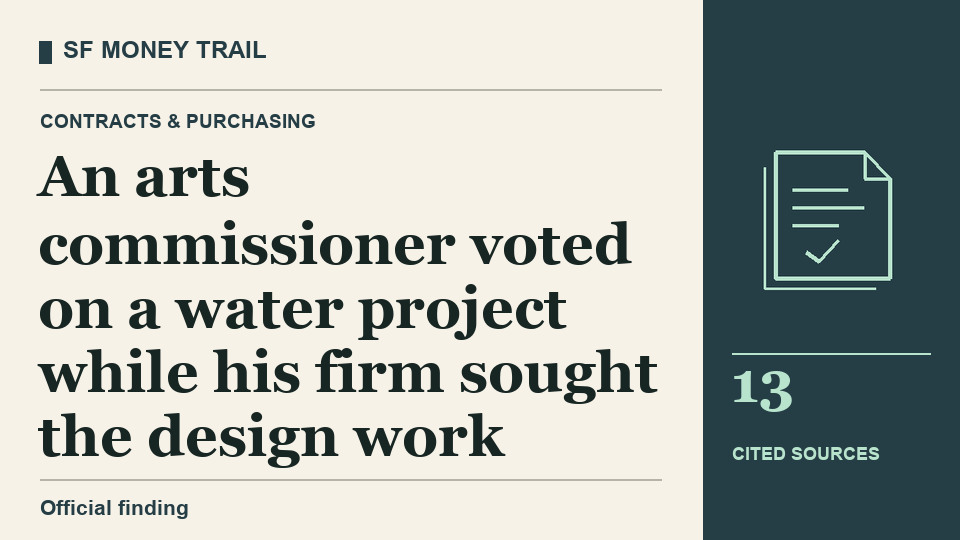 SF MONEY TRAIL
CONTRACTS & PURCHASING
An arts
commissioner voted
on a water project
while his firm sought
the design work
Official finding
13
CITED SOURCES